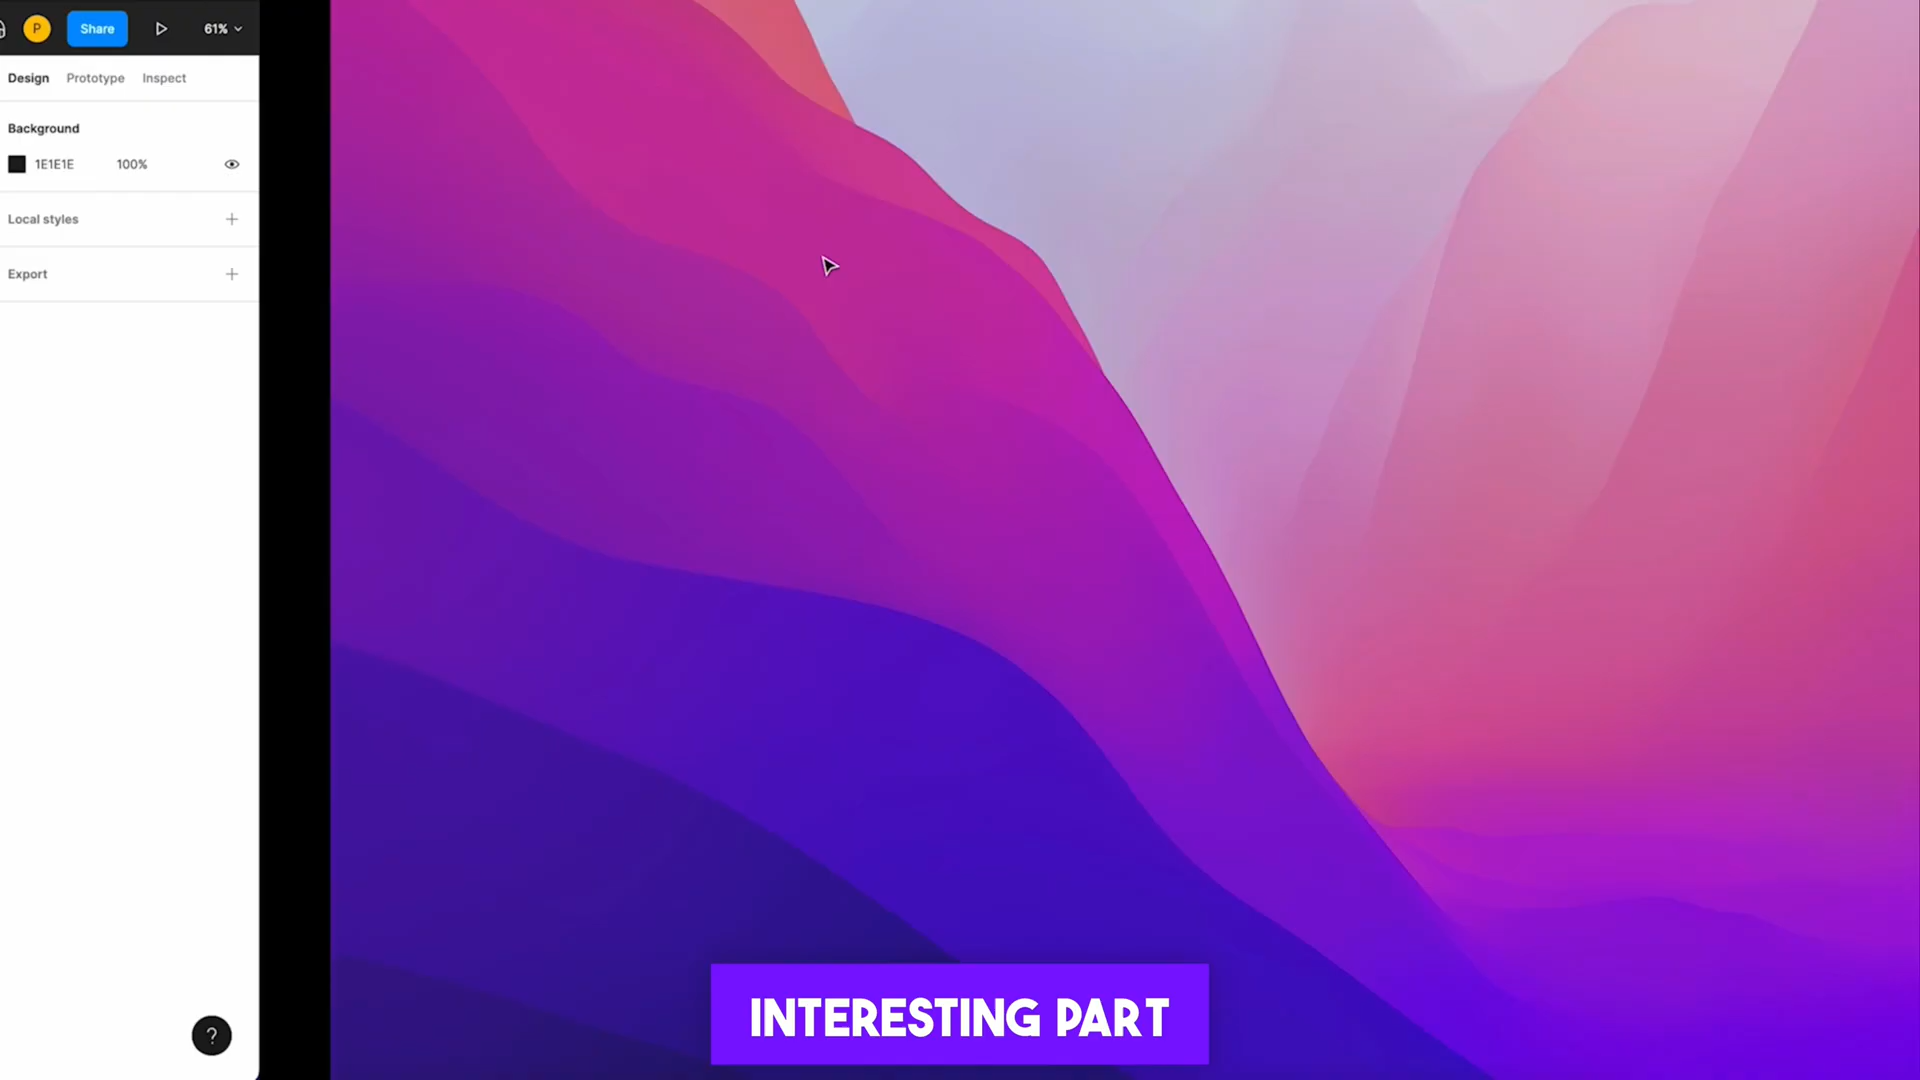 P Share 61%
Design Prototype Inspect
Background
1E1E1E 100%
Local styles
Export
?
INTERESTING PART